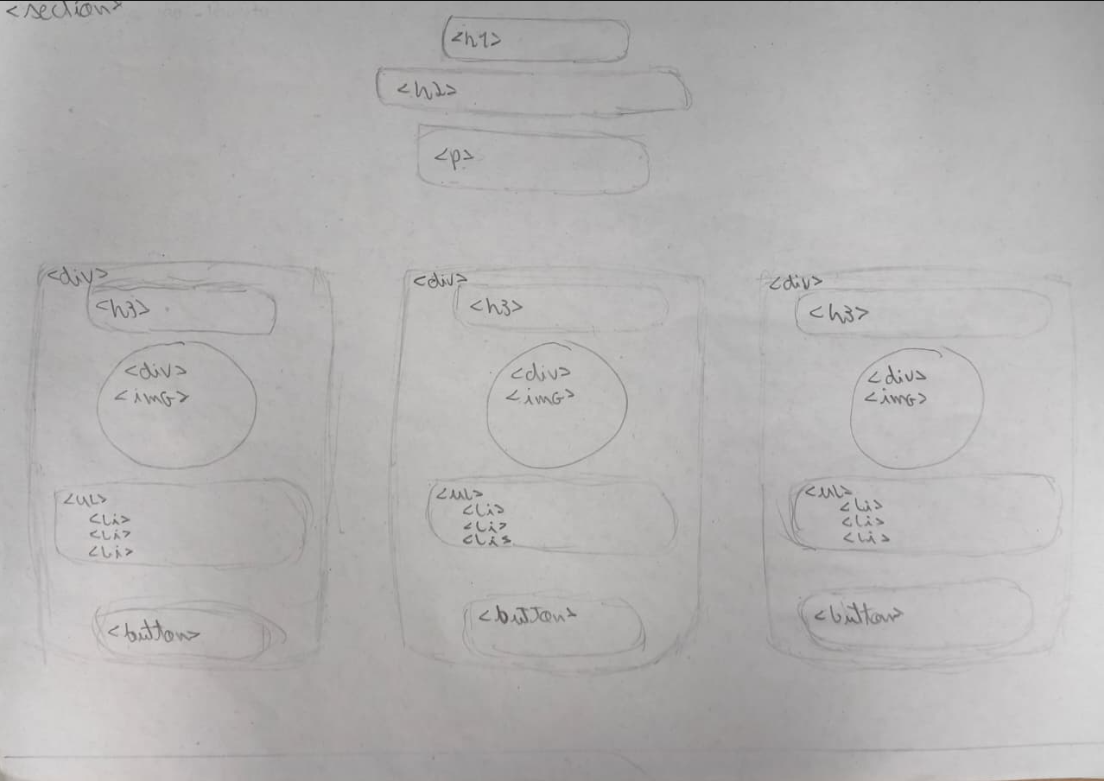 <section>
<h1>
<h2>
<p>
<div>
<h3>
<div>
<img>
<ul>
<li>
<li>
<li>
<button>
<div>
<h3>
<div>
<img>
<ul>
<li>
<li>
<li>
<button>
<div>
<h3>
<div>
<img>
<ul>
<li>
<li>
<li>
<button>